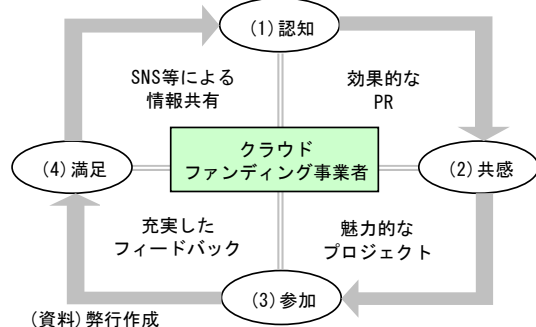 (1)認知
SNS等による
情報共有
効果的な
PR
クラウド
ファンディング事業者
(4)満足
(2)共感
充実した
フィードバック
魅力的な
プロジェクト
(3)参加
(資料)弊行作成